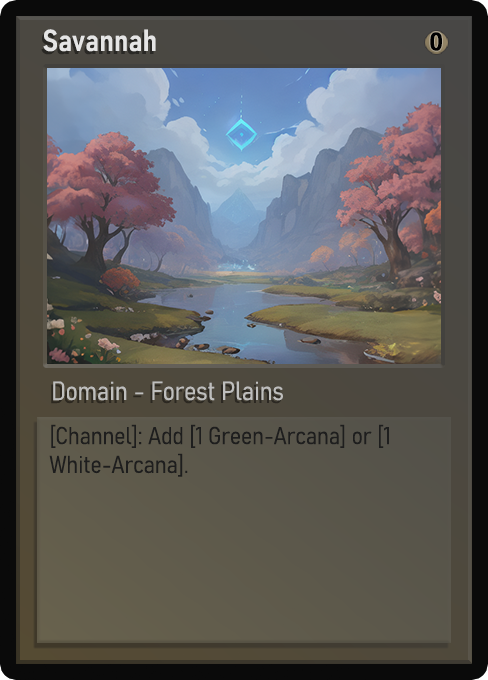 Savannah
0
Domain - Forest Plains
[Channel]: Add [1 Green-Arcana] or [1
White-Arcana].